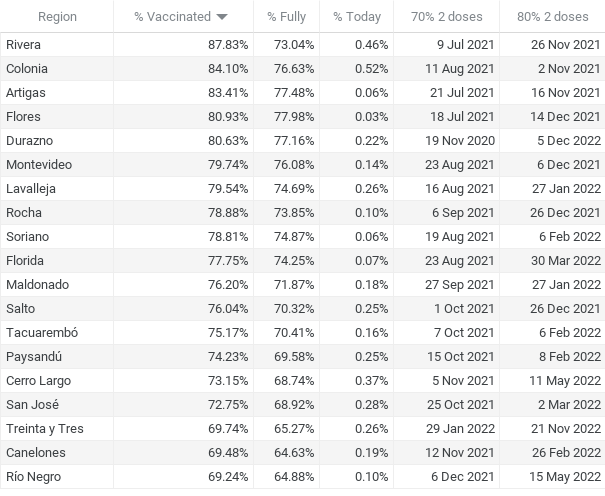 Region % Vaccinated % Fully % Today 70% 2 doses 80% 2 doses
Rivera 87.83% 73.04% 0.46% 9 Jul 2021 26 Nov 2021
Colonia 84.10% 76.63% 0.52% 11 Aug 2021 2 Nov 2021
Artigas 83.41% 77.48% 0.06% 21 Jul 2021 16 Nov 2021
Flores 80.93% 77.98% 0.03% 18 Jul 2021 14 Dec 2021
Durazno 80.63% 77.16% 0.22% 19 Nov 2020 5 Dec 2022
Montevideo 79.74% 76.08% 0.14% 23 Aug 2021 6 Dec 2021
Lavalleja 79.54% 74.69% 0.26% 16 Aug 2021 27 Jan 2022
Rocha 78.88% 73.85% 0.10% 6 Sep 2021 26 Dec 2021
Soriano 78.81% 74.87% 0.06% 19 Aug 2021 6 Feb 2022
Florida 77.75% 74.25% 0.07% 23 Aug 2021 30 Mar 2022
Maldonado 76.20% 71.87% 0.18% 27 Sep 2021 27 Jan 2022
Salto 76.04% 70.32% 0.25% 1 Oct 2021 26 Dec 2021
Tacuarembó 75.17% 70.41% 0.16% 7 Oct 2021 6 Feb 2022
Paysandú 74.23% 69.58% 0.25% 15 Oct 2021 8 Feb 2022
Cerro Largo 73.15% 68.74% 0.37% 5 Nov 2021 11 May 2022
San José 72.75% 68.92% 0.28% 25 Oct 2021 2 Mar 2022
Treinta y Tres 69.74% 65.27% 0.26% 29 Jan 2022 21 Nov 2022
Canelones 69.48% 64.63% 0.19% 12 Nov 2021 26 Feb 2022
Río Negro 69.24% 64.88% 0.10% 6 Dec 2021 15 May 2022